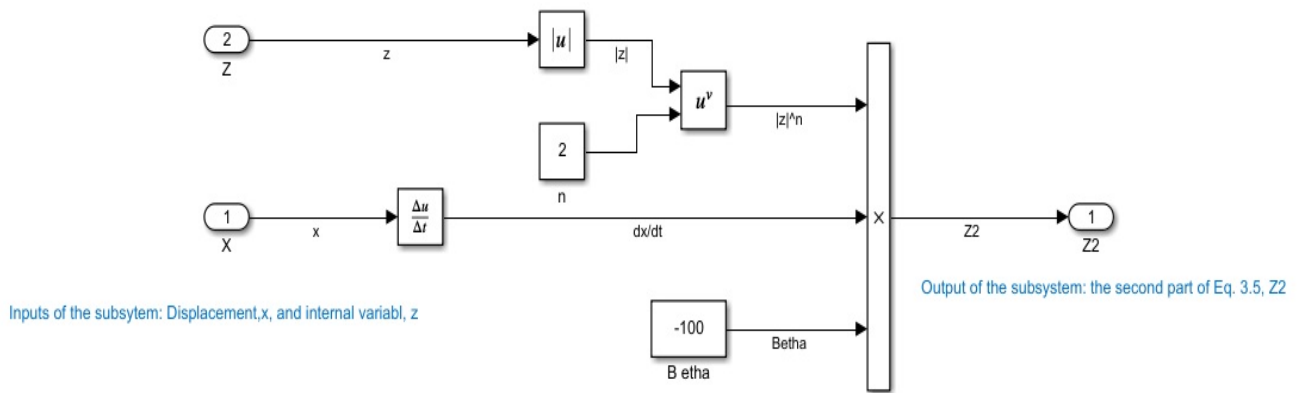 2
Z
z
|u|
|z|
u^v
|z|^n
2
n
1
X
x
Δu
Δt
dx/dt
×
Z2
1
Z2
Output of the subsystem: the second part of Eq. 3.5, Z2
Inputs of the subsytem: Displacement,x, and internal variabl, z
-100
Betha
B etha